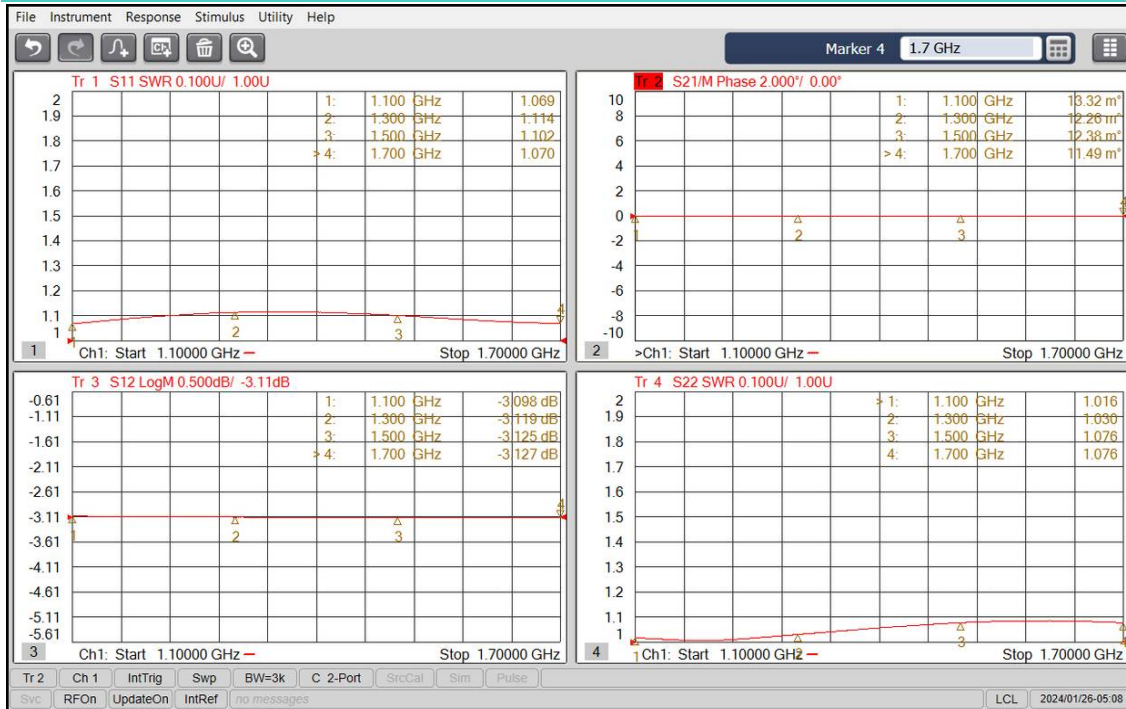 File Instrument Response Stimulus Utility Help
Marker 4 1.7 GHz
Tr 1 S11 SWR 0.100U/ 1.00U
2
1.9
1.8
1.7
1.6
1.5
1.4
1.3
1.2
1.1
1
1: 1.100 GHz 1.069
2: 1.300 GHz 1.114
3: 1.500 GHz 1.102
> 4: 1.700 GHz 1.070
1 2 3 4
1 Ch1: Start 1.10000 GHz Stop 1.70000 GHz
Tr 2 S21/M Phase 2.000°/ 0.00°
10
8
6
4
2
0
-2
-4
-6
-8
-10
1: 1.100 GHz 13.32 m°
2: 1.300 GHz 12.26 m°
3: 1.500 GHz 12.38 m°
> 4: 1.700 GHz 11.49 m°
1 2 3 4
2 >Ch1: Start 1.10000 GHz Stop 1.70000 GHz
Tr 3 S12 LogM 0.500dB/ -3.11dB
-0.61
-1.11
-1.61
-2.11
-2.61
-3.11
-3.61
-4.11
-4.61
-5.11
-5.61
1: 1.100 GHz -3.098 dB
2: 1.300 GHz -3.119 dB
3: 1.500 GHz -3.125 dB
> 4: 1.700 GHz -3.127 dB
1 2 3 4
3 Ch1: Start 1.10000 GHz Stop 1.70000 GHz
Tr 4 S22 SWR 0.100U/ 1.00U
2
1.9
1.8
1.7
1.6
1.5
1.4
1.3
1.2
1.1
1
> 1: 1.100 GHz 1.016
2: 1.300 GHz 1.030
3: 1.500 GHz 1.076
4: 1.700 GHz 1.076
1 2 3 4
4 Ch1: Start 1.10000 GHz Stop 1.70000 GHz
Tr 2 Ch 1 IntTrig Swp BW=3k C 2-Port SrcCal Sim Pulse
Svc RFOn UpdateOn IntRef no messages LCL 2024/01/26-05:08